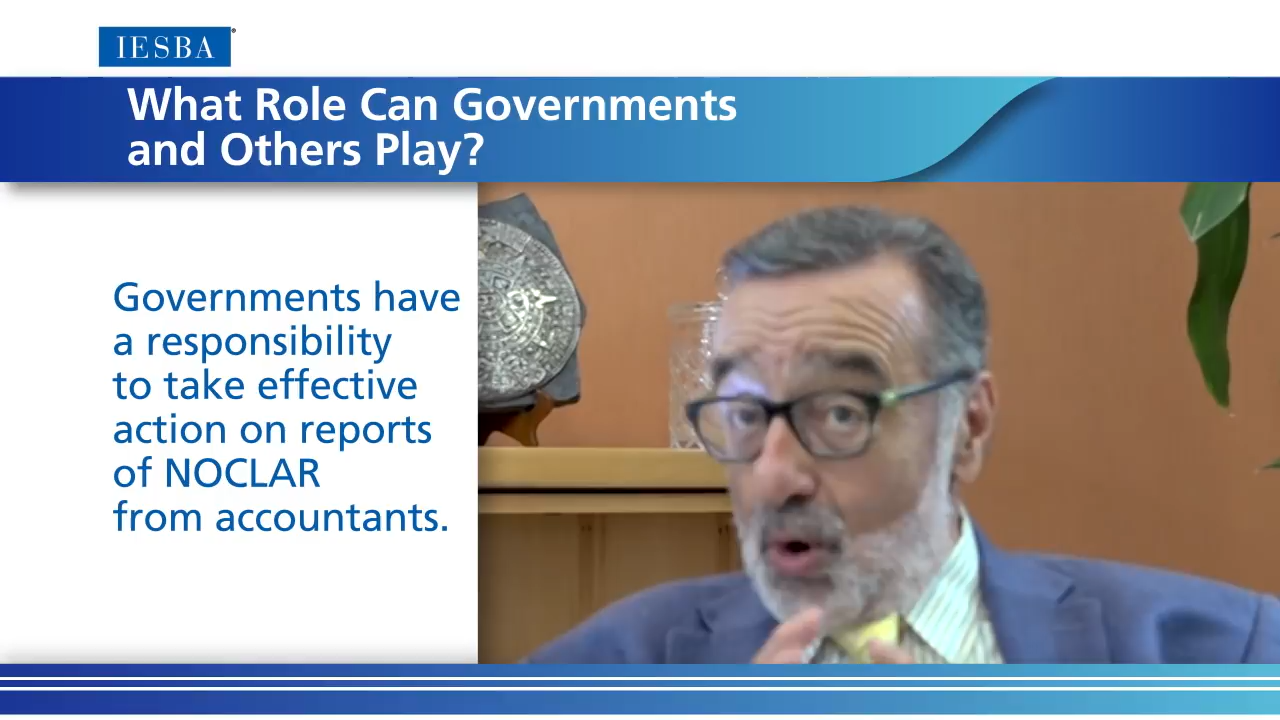 IESBA®
What Role Can Governments
and Others Play?
Governments have
a responsibility
to take effective
action on reports
of NOCLAR
from accountants.